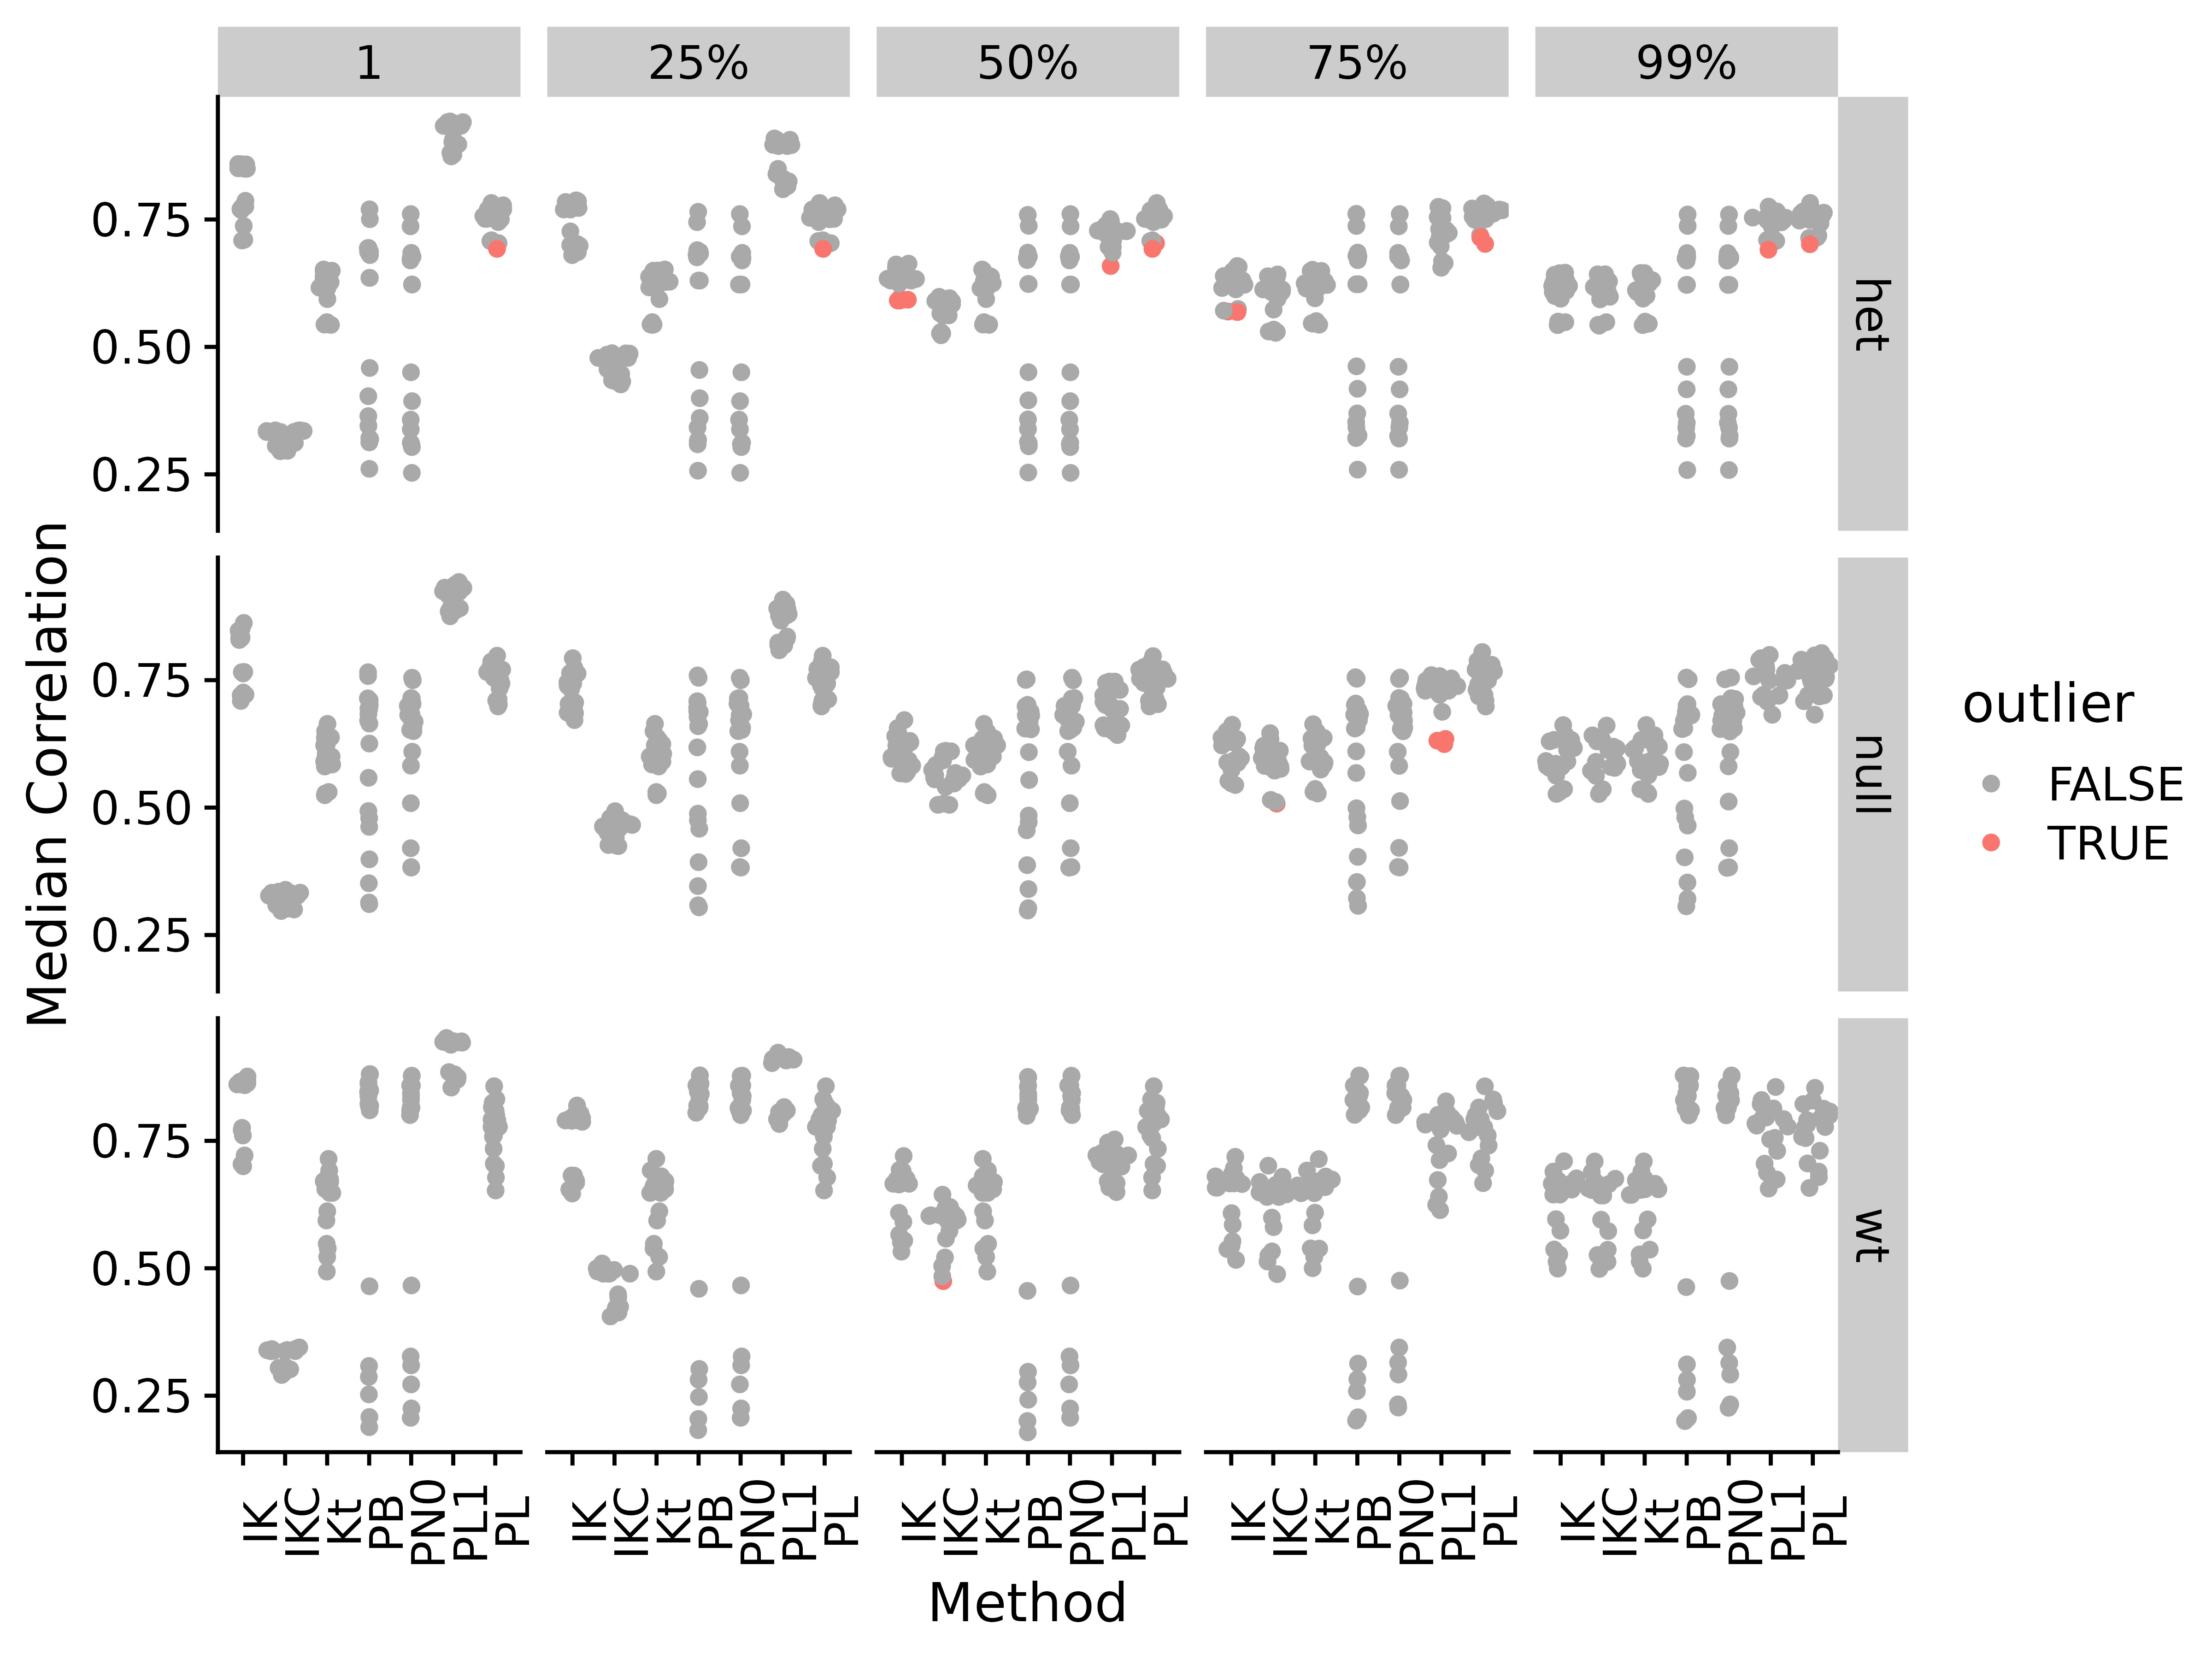 1 25% 50% 75% 99%
Median Correlation
0.75
0.50
0.25
het
0.75
0.50
0.25
null
0.75
0.50
0.25
wt
IK IKC Kt PB PN0 PL1 PL IK IKC Kt PB PN0 PL1 PL IK IKC Kt PB PN0 PL1 PL IK IKC Kt PB PN0 PL1 PL IK IKC Kt PB PN0 PL1 PL
Method
outlier
FALSE
TRUE